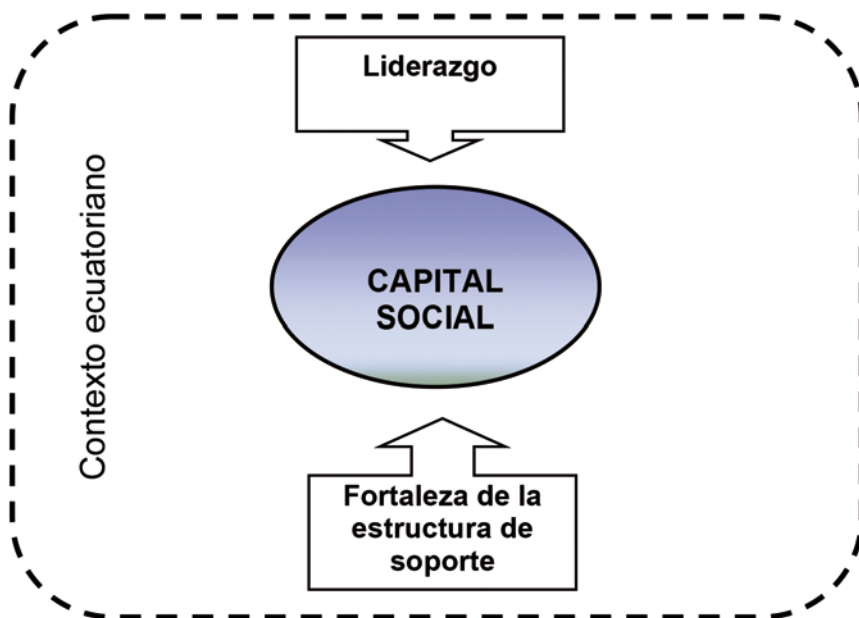 Liderazgo
Contexto ecuatoriano
CAPITAL
SOCIAL
Fortaleza de la
estructura de
soporte